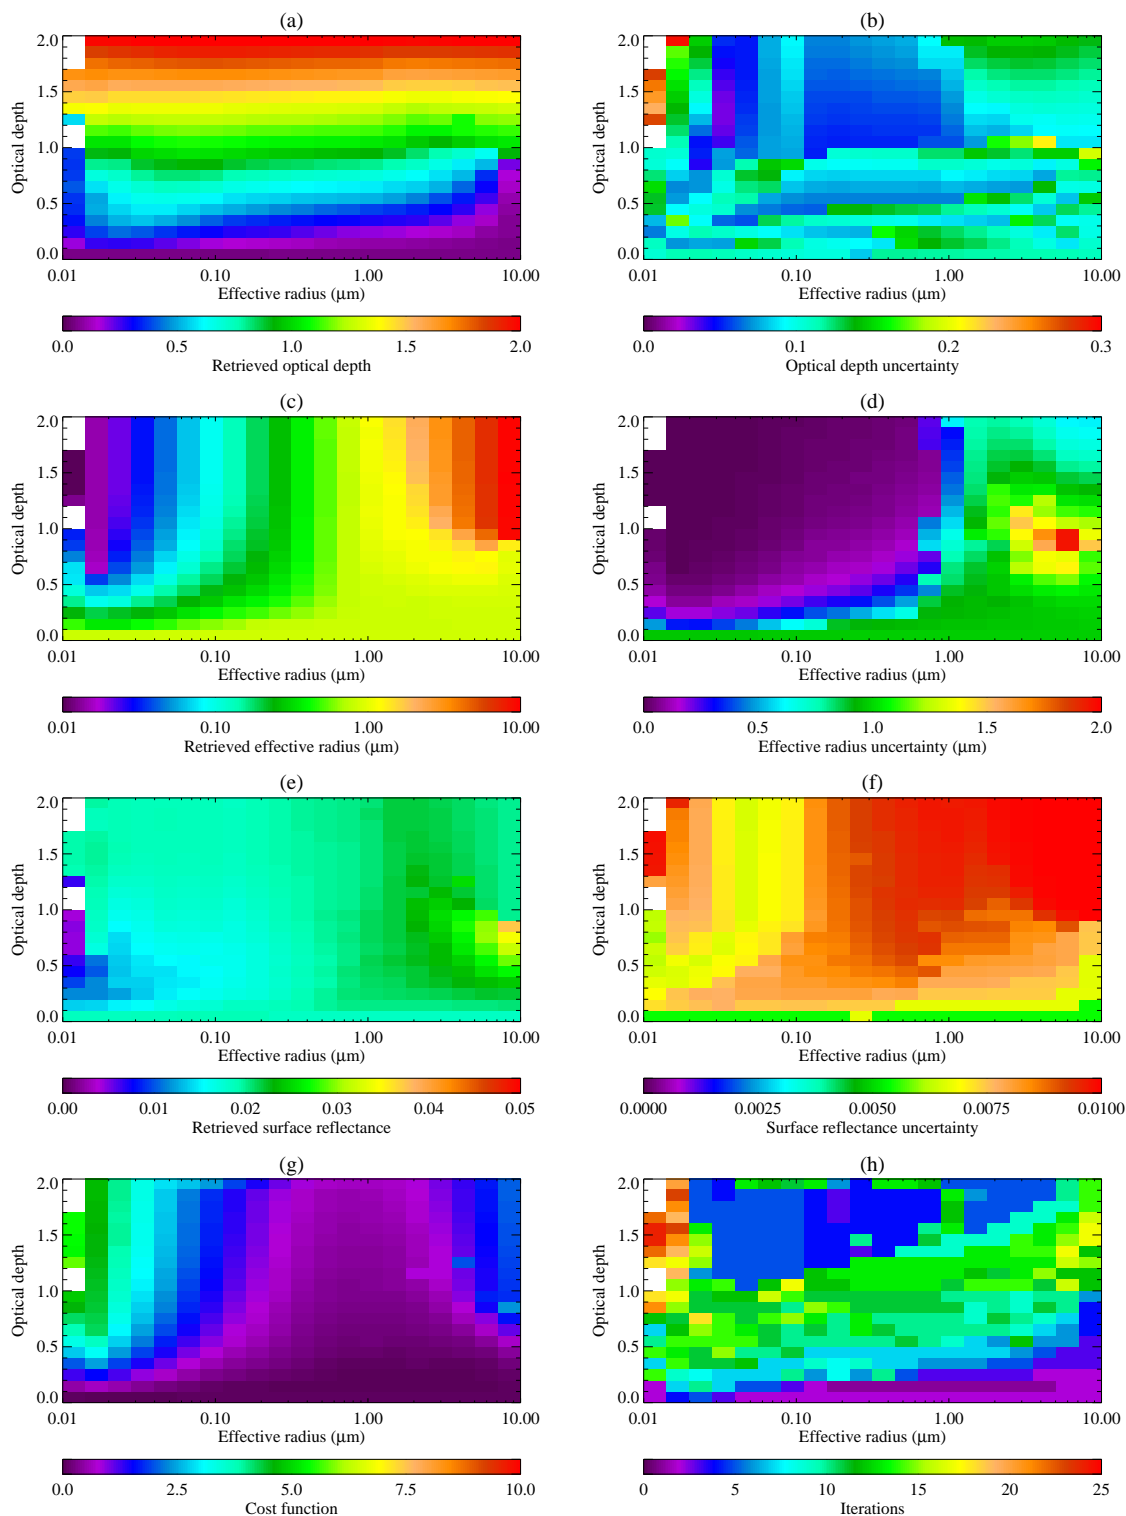 (a)
2.0
1.5
1.0
0.5
0.0
Optical depth
0.01 0.10 1.00 10.00
Effective radius (μm)
0.0 0.5 1.0 1.5 2.0
Retrieved optical depth
(b)
2.0
1.5
1.0
0.5
0.0
Optical depth
0.01 0.10 1.00 10.00
Effective radius (μm)
0.0 0.1 0.2 0.3
Optical depth uncertainty
(c)
2.0
1.5
1.0
0.5
0.0
Optical depth
0.01 0.10 1.00 10.00
Effective radius (μm)
0.01 0.10 1.00 10.00
Retrieved effective radius (μm)
(d)
2.0
1.5
1.0
0.5
0.0
Optical depth
0.01 0.10 1.00 10.00
Effective radius (μm)
0.0 0.5 1.0 1.5 2.0
Effective radius uncertainty (μm)
(e)
2.0
1.5
1.0
0.5
0.0
Optical depth
0.01 0.10 1.00 10.00
Effective radius (μm)
0.00 0.01 0.02 0.03 0.04 0.05
Retrieved surface reflectance
(f)
2.0
1.5
1.0
0.5
0.0
Optical depth
0.01 0.10 1.00 10.00
Effective radius (μm)
0.0000 0.0025 0.0050 0.0075 0.0100
Surface reflectance uncertainty
(g)
2.0
1.5
1.0
0.5
0.0
Optical depth
0.01 0.10 1.00 10.00
Effective radius (μm)
0.0 2.5 5.0 7.5 10.0
Cost function
(h)
2.0
1.5
1.0
0.5
0.0
Optical depth
0.01 0.10 1.00 10.00
Effective radius (μm)
0 5 10 15 20 25
Iterations